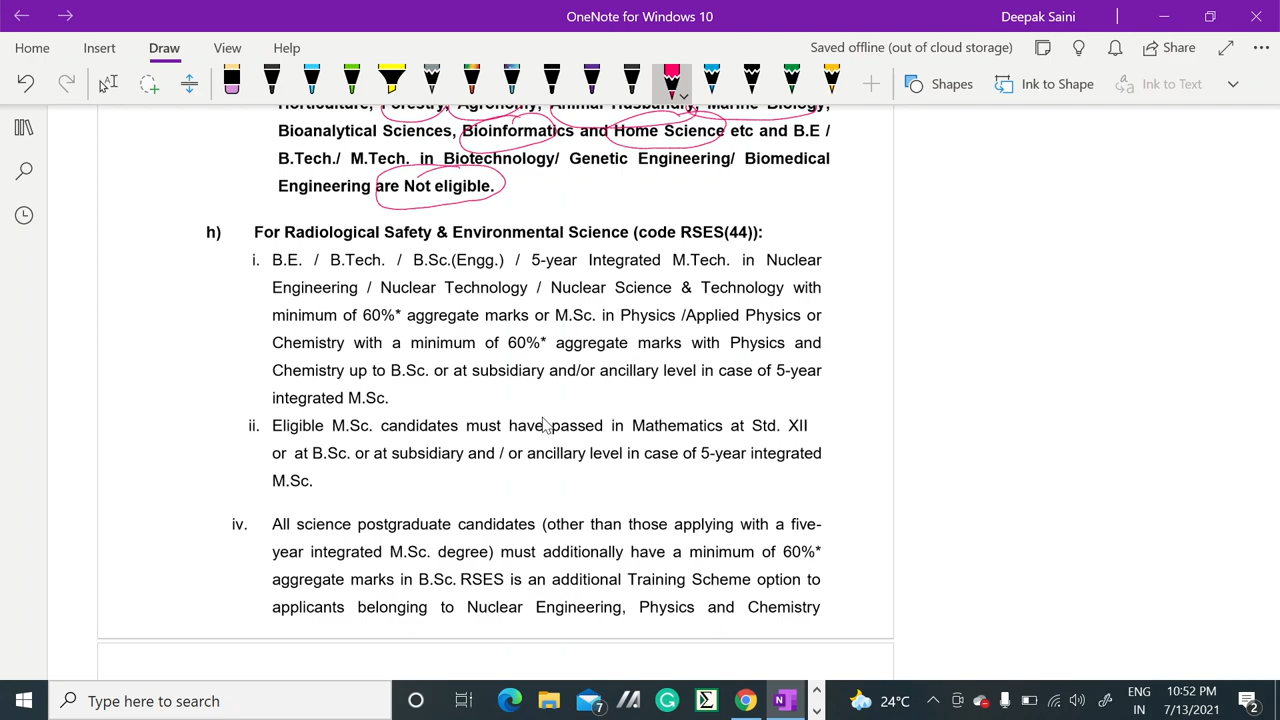 OneNote for Windows 10
Deepak Saini
Home Insert Draw View Help
Saved offline (out of cloud storage)
Share
Shapes
Ink to Shape
Ink to Text
Horticulture, Forestry, Agronomy, Animal Husbandry, Marine Biology,
Bioanalytical Sciences, Bioinformatics and Home Science etc and B.E /
B.Tech./ M.Tech. in Biotechnology/ Genetic Engineering/ Biomedical
Engineering are Not eligible.
h) For Radiological Safety & Environmental Science (code RSES(44)):
i. B.E. / B.Tech. / B.Sc.(Engg.) / 5-year Integrated M.Tech. in Nuclear
Engineering / Nuclear Technology / Nuclear Science & Technology with
minimum of 60%* aggregate marks or M.Sc. in Physics /Applied Physics or
Chemistry with a minimum of 60%* aggregate marks with Physics and
Chemistry up to B.Sc. or at subsidiary and/or ancillary level in case of 5-year
integrated M.Sc.
ii. Eligible M.Sc. candidates must have passed in Mathematics at Std. XII
or at B.Sc. or at subsidiary and / or ancillary level in case of 5-year integrated
M.Sc.
iv. All science postgraduate candidates (other than those applying with a five-
year integrated M.Sc. degree) must additionally have a minimum of 60%*
aggregate marks in B.Sc. RSES is an additional Training Scheme option to
applicants belonging to Nuclear Engineering, Physics and Chemistry
Type here to search
7
24°C
ENG
IN
10:52 PM
7/13/2021
2